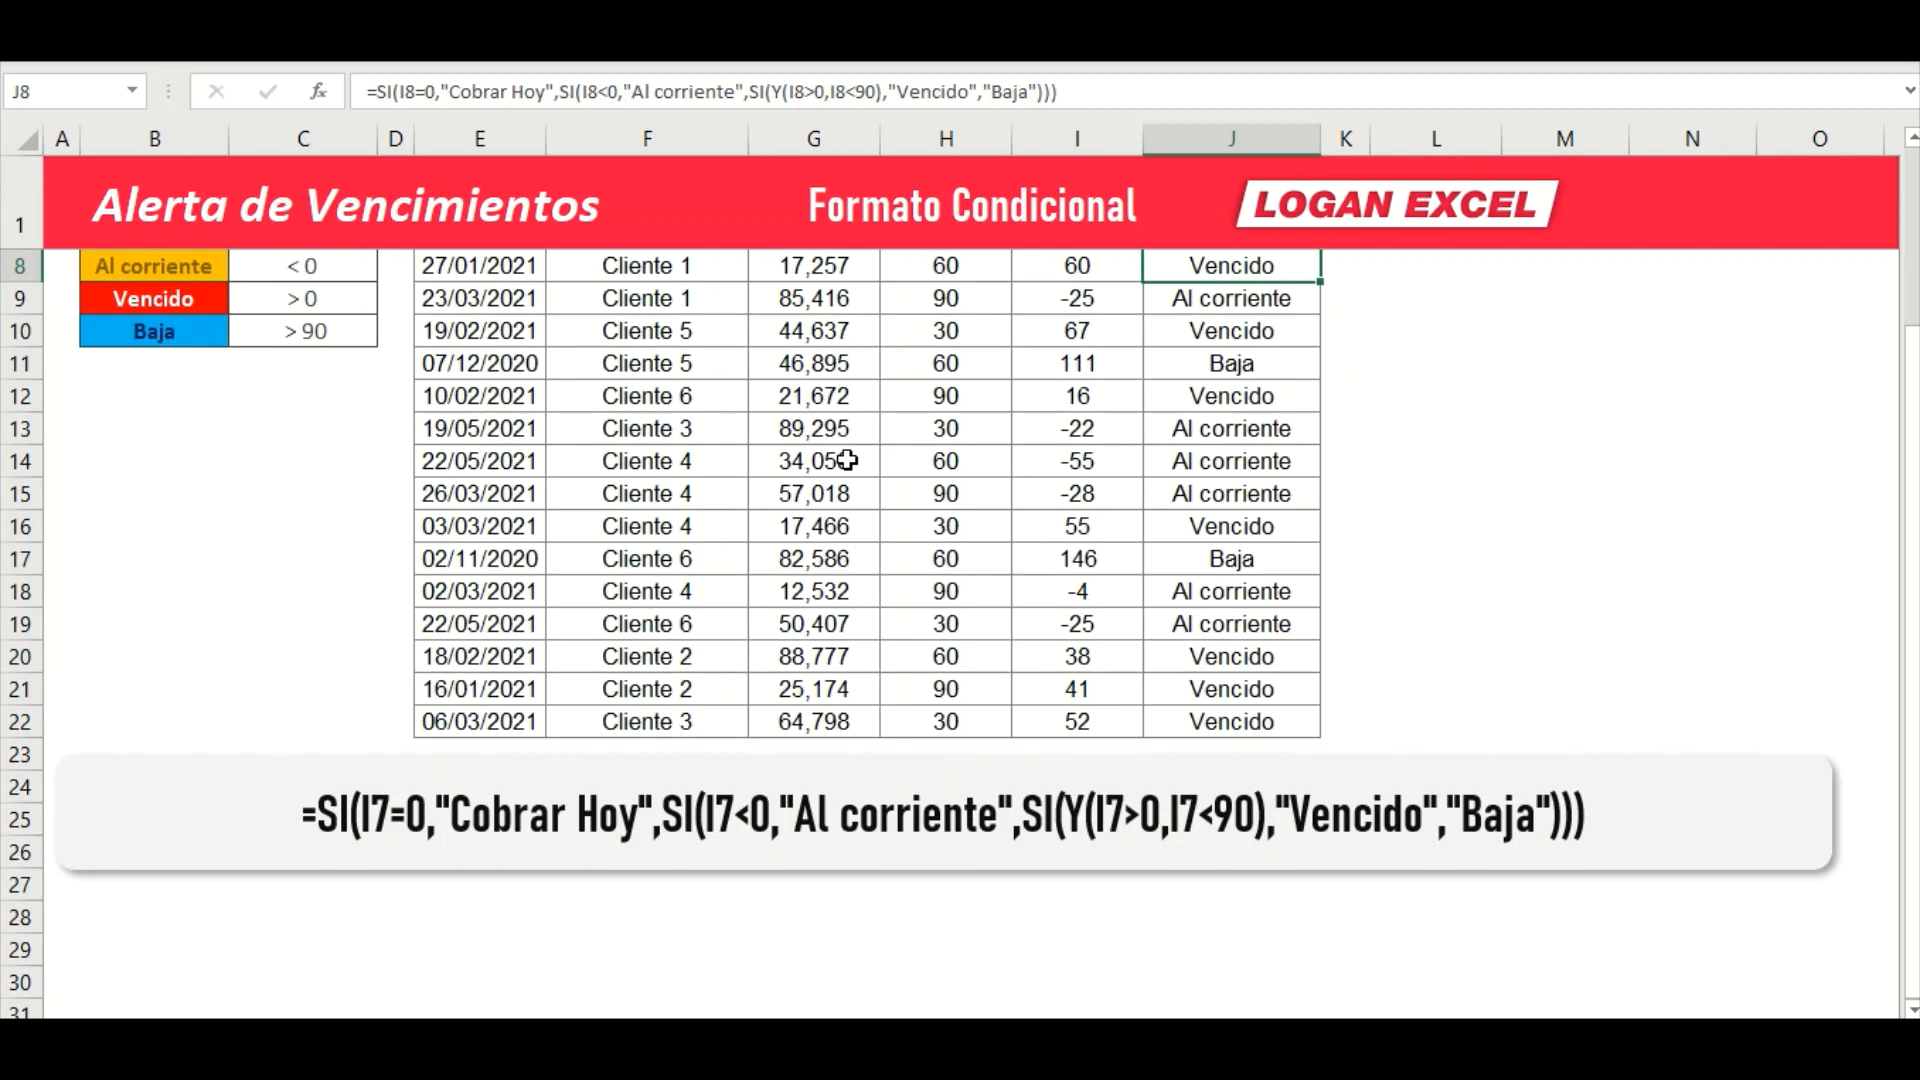 J8 fx =SI(I8=0,"Cobrar Hoy",SI(I8<0,"Al corriente",SI(Y(I8>0,I8<90),"Vencido","Baja")))
A B C D E F G H I J K L M N O
1 Alerta de Vencimientos Formato Condicional LOGAN EXCEL
8 Al corriente < 0 27/01/2021 Cliente 1 17,257 60 60 Vencido
9 Vencido > 0 23/03/2021 Cliente 1 85,416 90 -25 Al corriente
10 Baja > 90 19/02/2021 Cliente 5 44,637 30 67 Vencido
11 07/12/2020 Cliente 5 46,895 60 111 Baja
12 10/02/2021 Cliente 6 21,672 90 16 Vencido
13 19/05/2021 Cliente 3 89,295 30 -22 Al corriente
14 22/05/2021 Cliente 4 60 -55 Al corriente
15 26/03/2021 Cliente 4 57,018 90 -28 Al corriente
16 03/03/2021 Cliente 4 17,466 30 55 Vencido
17 02/11/2020 Cliente 6 82,586 60 146 Baja
18 02/03/2021 Cliente 4 12,532 90 -4 Al corriente
19 22/05/2021 Cliente 6 50,407 30 -25 Al corriente
20 18/02/2021 Cliente 2 88,777 60 38 Vencido
21 16/01/2021 Cliente 2 25,174 90 41 Vencido
22 06/03/2021 Cliente 3 64,798 30 52 Vencido
23
24
=SI(I7=0,"Cobrar Hoy",SI(I7<0,"Al corriente",SI(Y(I7>0,I7<90),"Vencido","Baja")))
25
26
27
28
29
30
31